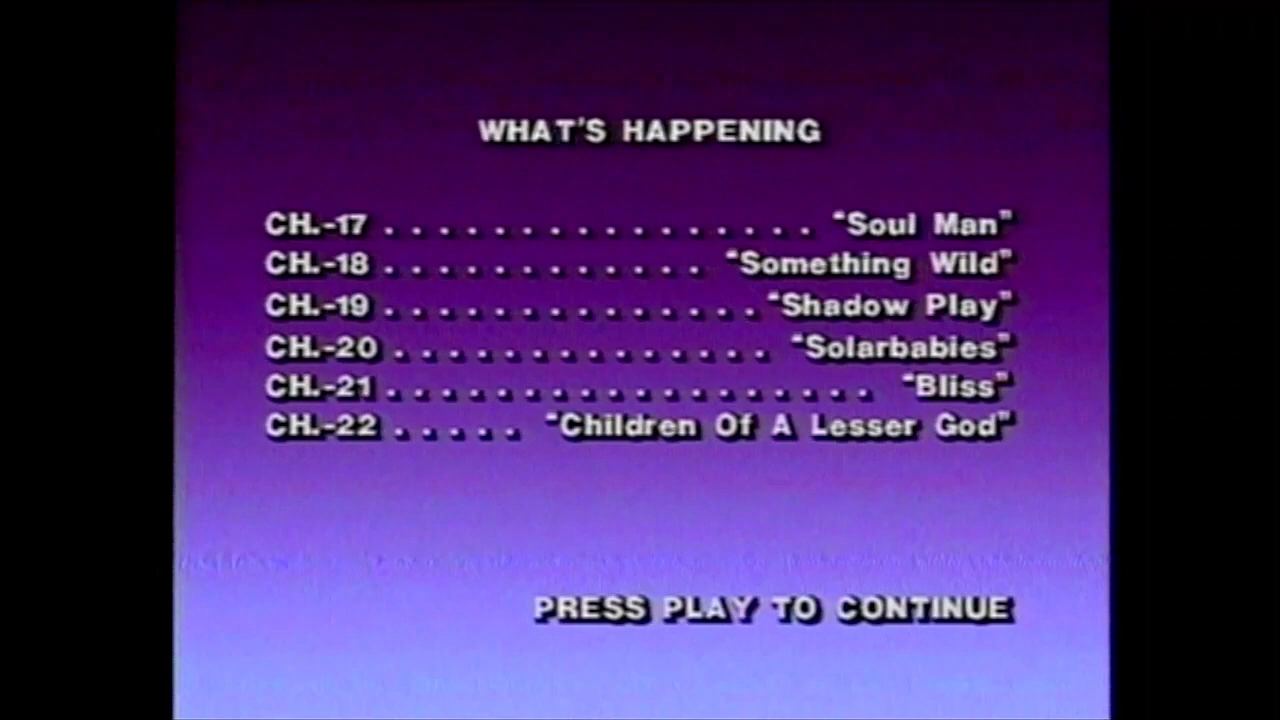 WHAT'S HAPPENING
CH.-17 . . . . . . . . . . . . . . . . "Soul Man"
CH.-18 . . . . . . . . . . . . "Something Wild"
CH.-19 . . . . . . . . . . . . . . "Shadow Play"
CH.-20 . . . . . . . . . . . . . . "Solarbabies"
CH.-21 . . . . . . . . . . . . . . . . . . "Bliss"
CH.-22 . . . . . "Children Of A Lesser God"
PRESS PLAY TO CONTINUE